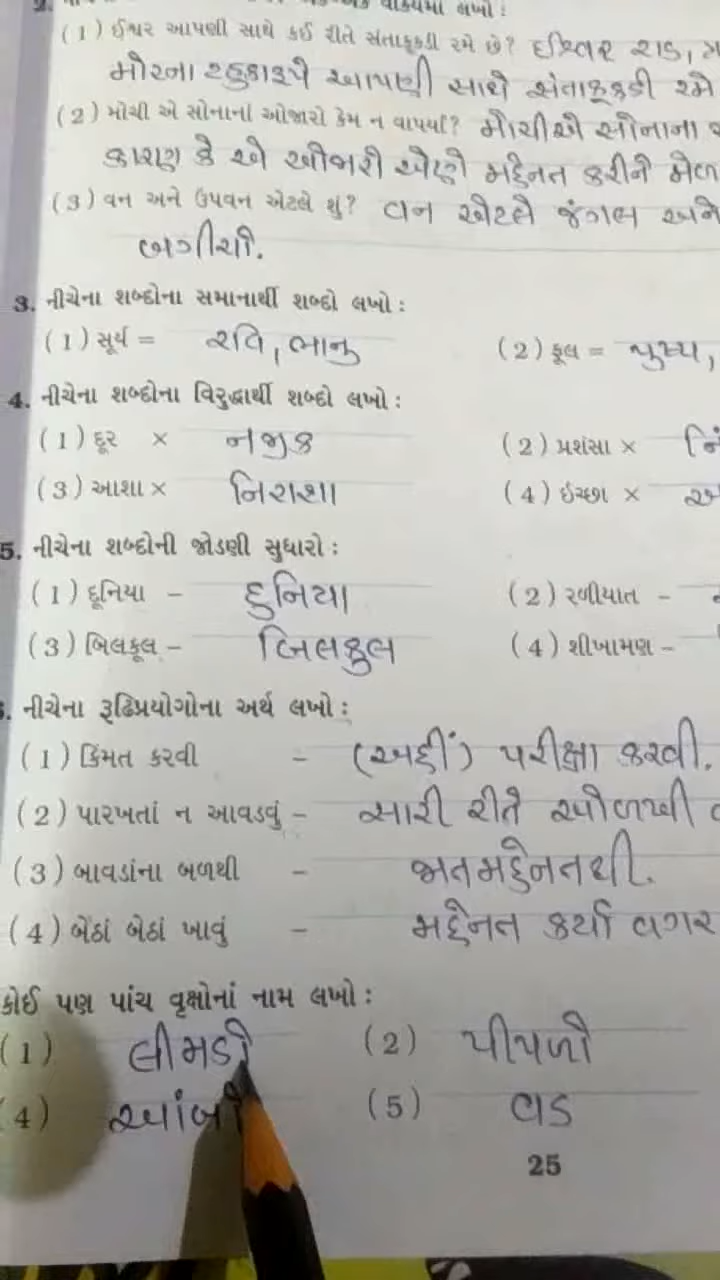 વાક્યમાં લખો :
(1) ઈશ્વર આપણી સાથે કઈ રીતે સંતાકૂકડી રમે છે? ઈશ્વર ઝાડ,
મોરના ટહુકારૂપે આપણી સાથે સંતાકૂકડી રમે
(2) મોચી એ સોનાનાં ઓજારો કેમ ન વાપર્યા? મોચીએ સોનાના
કારણ કે એ ઓજારો એણે મહેનત કરીને
(3) વન અને ઉપવન એટલે શું? વન એટલે જંગલ અને
બગીચો.
3. નીચેના શબ્દોના સમાનાર્થી શબ્દો લખો :
(1) સૂર્ય = રવિ, ભાનુ (2) ફૂલ = પુષ્પ,
4. નીચેના શબ્દોના વિરુદ્ધાર્થી શબ્દો લખો :
(1) દૂર × નજીક (2) પ્રશંસા ×
(3) આશા × નિરાશા (4) ઇચ્છા ×
5. નીચેના શબ્દોની જોડણી સુધારો :
(1) દૂનિયા - દુનિયા (2) રળીયાત -
(3) બિલકૂલ - બિલકુલ (4) શીખામણ -
નીચેના રૂઢિપ્રયોગોના અર્થ લખો :
(1) કિંમત કરવી - (અહીં) પરીક્ષા કરવી.
(2) પારખતાં ન આવડવું - સારી રીતે ઓળખી
(3) બાવડાંના બળથી - જાતમહેનતથી.
(4) બેઠાં બેઠાં ખાવું - મહેનત કર્યા વગર
કોઈ પણ પાંચ વૃક્ષોનાં નામ લખો :
(1) લીમડો (2) પીપળો
(4) આંબો (5) વડ
25